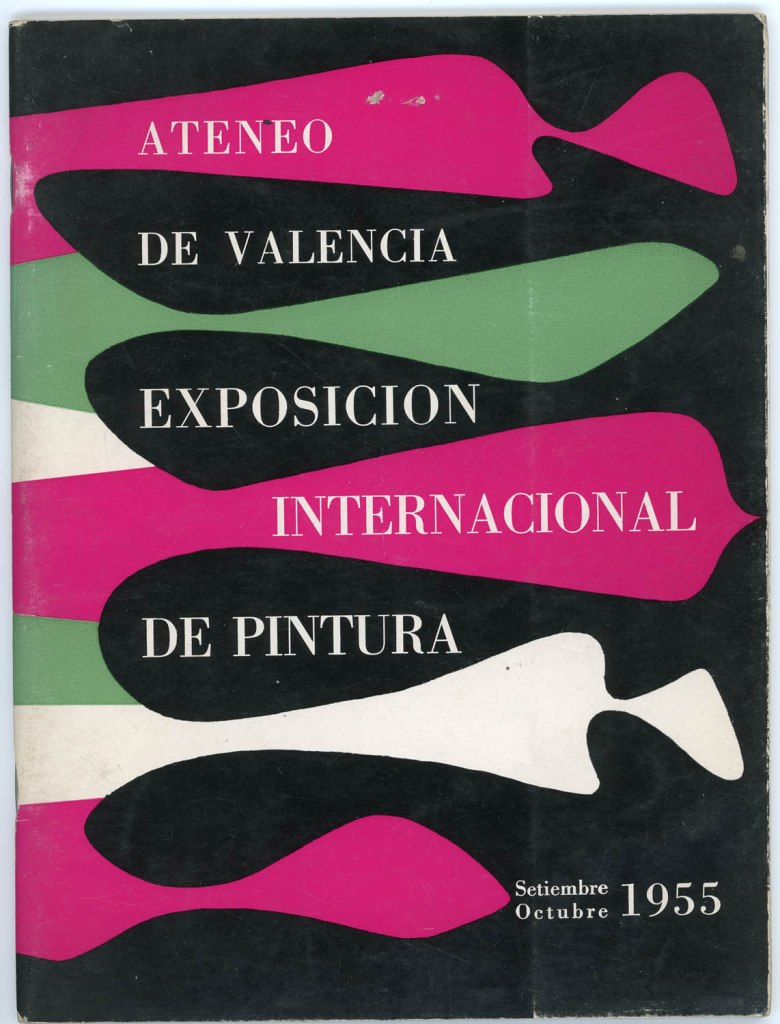 ATENEO
DE VALENCIA
EXPOSICION
INTERNACIONAL
DE PINTURA
Setiembre
Octubre 1955